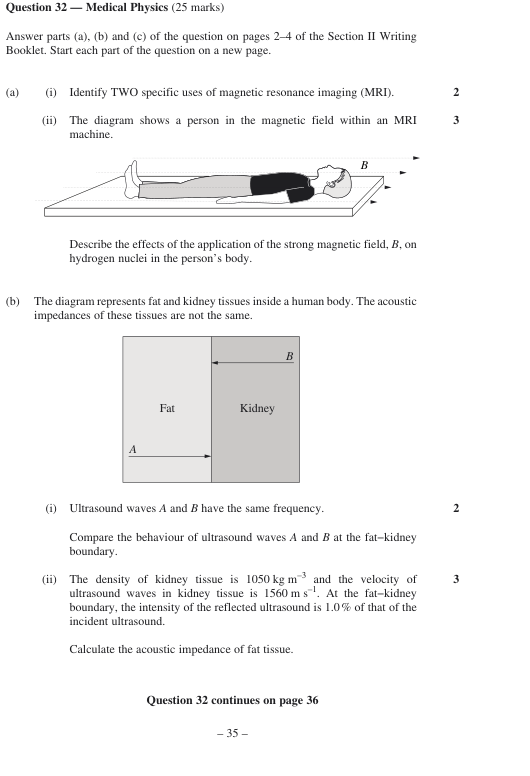 Question 32 — Medical Physics (25 marks)
Answer parts (a), (b) and (c) of the question on pages 2–4 of the Section II Writing
Booklet. Start each part of the question on a new page.
(a) (i) Identify TWO specific uses of magnetic resonance imaging (MRI). 2
(ii) The diagram shows a person in the magnetic field within an MRI 3
machine.
B
Describe the effects of the application of the strong magnetic field, B, on
hydrogen nuclei in the person's body.
(b) The diagram represents fat and kidney tissues inside a human body. The acoustic
impedances of these tissues are not the same.
B
Fat Kidney
A
(i) Ultrasound waves A and B have the same frequency. 2
Compare the behaviour of ultrasound waves A and B at the fat–kidney
boundary.
(ii) The density of kidney tissue is 1050 kg m⁻³ and the velocity of 3
ultrasound waves in kidney tissue is 1560 m s⁻¹. At the fat–kidney
boundary, the intensity of the reflected ultrasound is 1.0% of that of the
incident ultrasound.
Calculate the acoustic impedance of fat tissue.
Question 32 continues on page 36
– 35 –